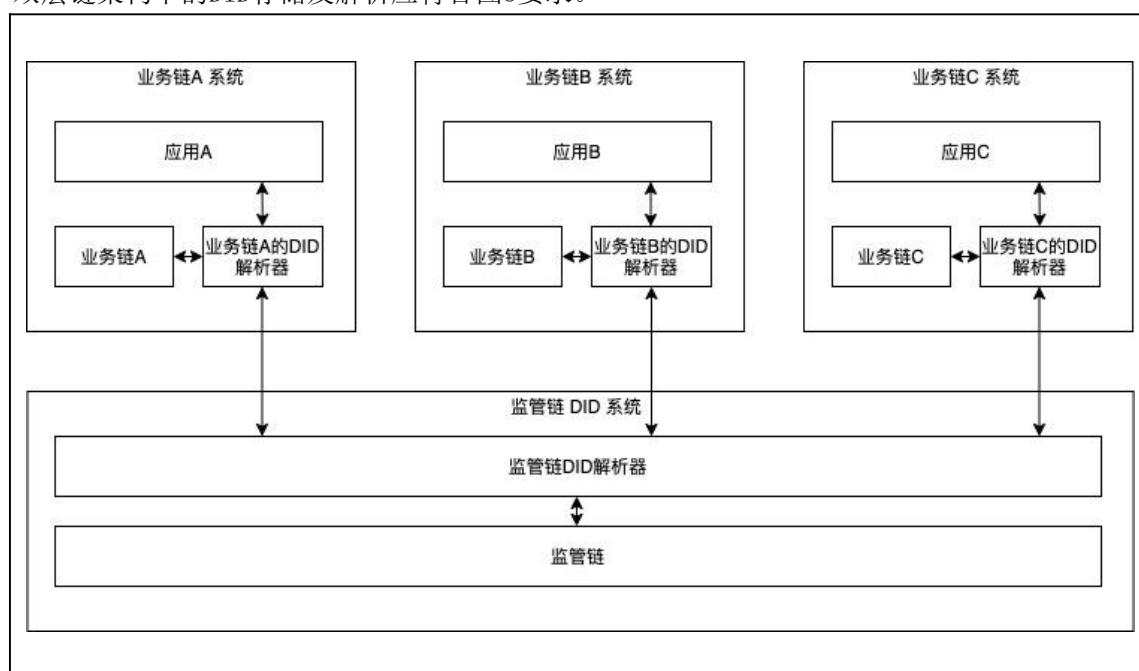 双层链架构下的DID存储及解析应符合图8要求。
业务链A 系统
应用A
业务链A
业务链A的DID
解析器
业务链B 系统
应用B
业务链B
业务链B的DID
解析器
业务链C 系统
应用C
业务链C
业务链C的DID
解析器
监管链 DID 系统
监管链DID解析器
监管链